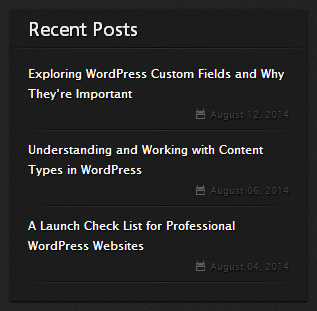 Recent Posts
Exploring WordPress Custom Fields and Why
They're Important
August 12, 2014
Understanding and Working with Content
Types in WordPress
August 06, 2014
A Launch Check List for Professional
WordPress Websites
August 04, 2014